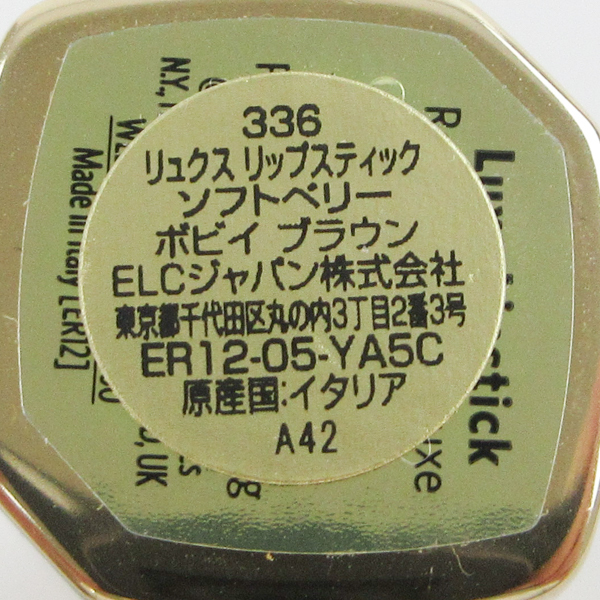 336
リュクス リップスティック
ソフトベリー
ボビイ ブラウン
ELCジャパン株式会社
東京都千代田区丸の内3丁目2番3号
ER12-05-YA5C
原産国:イタリア
A42
stick
N.Y.,
Made in Italy [ER12]
UK